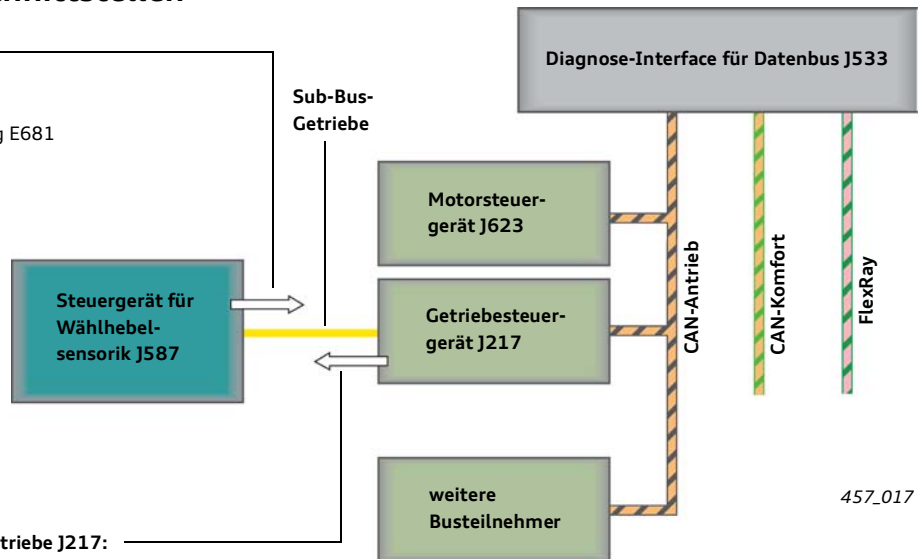 Diagnose-Interface für Datenbus J533
Sub-Bus-
Getriebe
g E681
Motorsteuer-
gerät J623
CAN-Antrieb
CAN-Komfort
FlexRay
Steuergerät für
Wählhebel-
sensorik J587
Getriebesteuer-
gerät J217
weitere
Busteilnehmer
457_017
triebe J217: